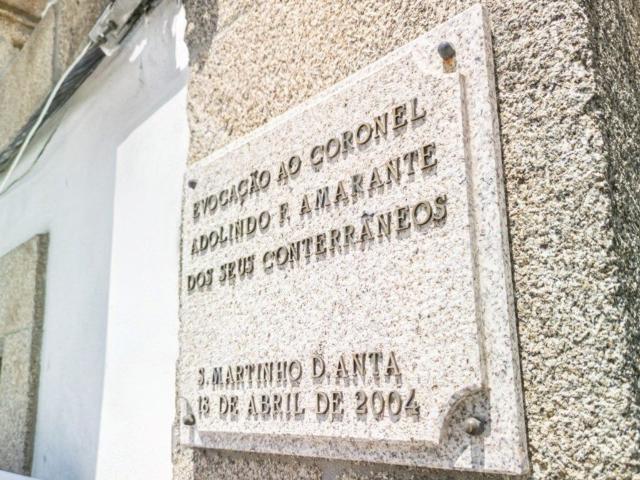 EVOCAÇÃO AO CORONEL
ADOLINDO F. AMARANTE
DOS SEUS CONTERRÂNEOS
S. MARTINHO D. ANTA
18 DE ABRIL DE 2004